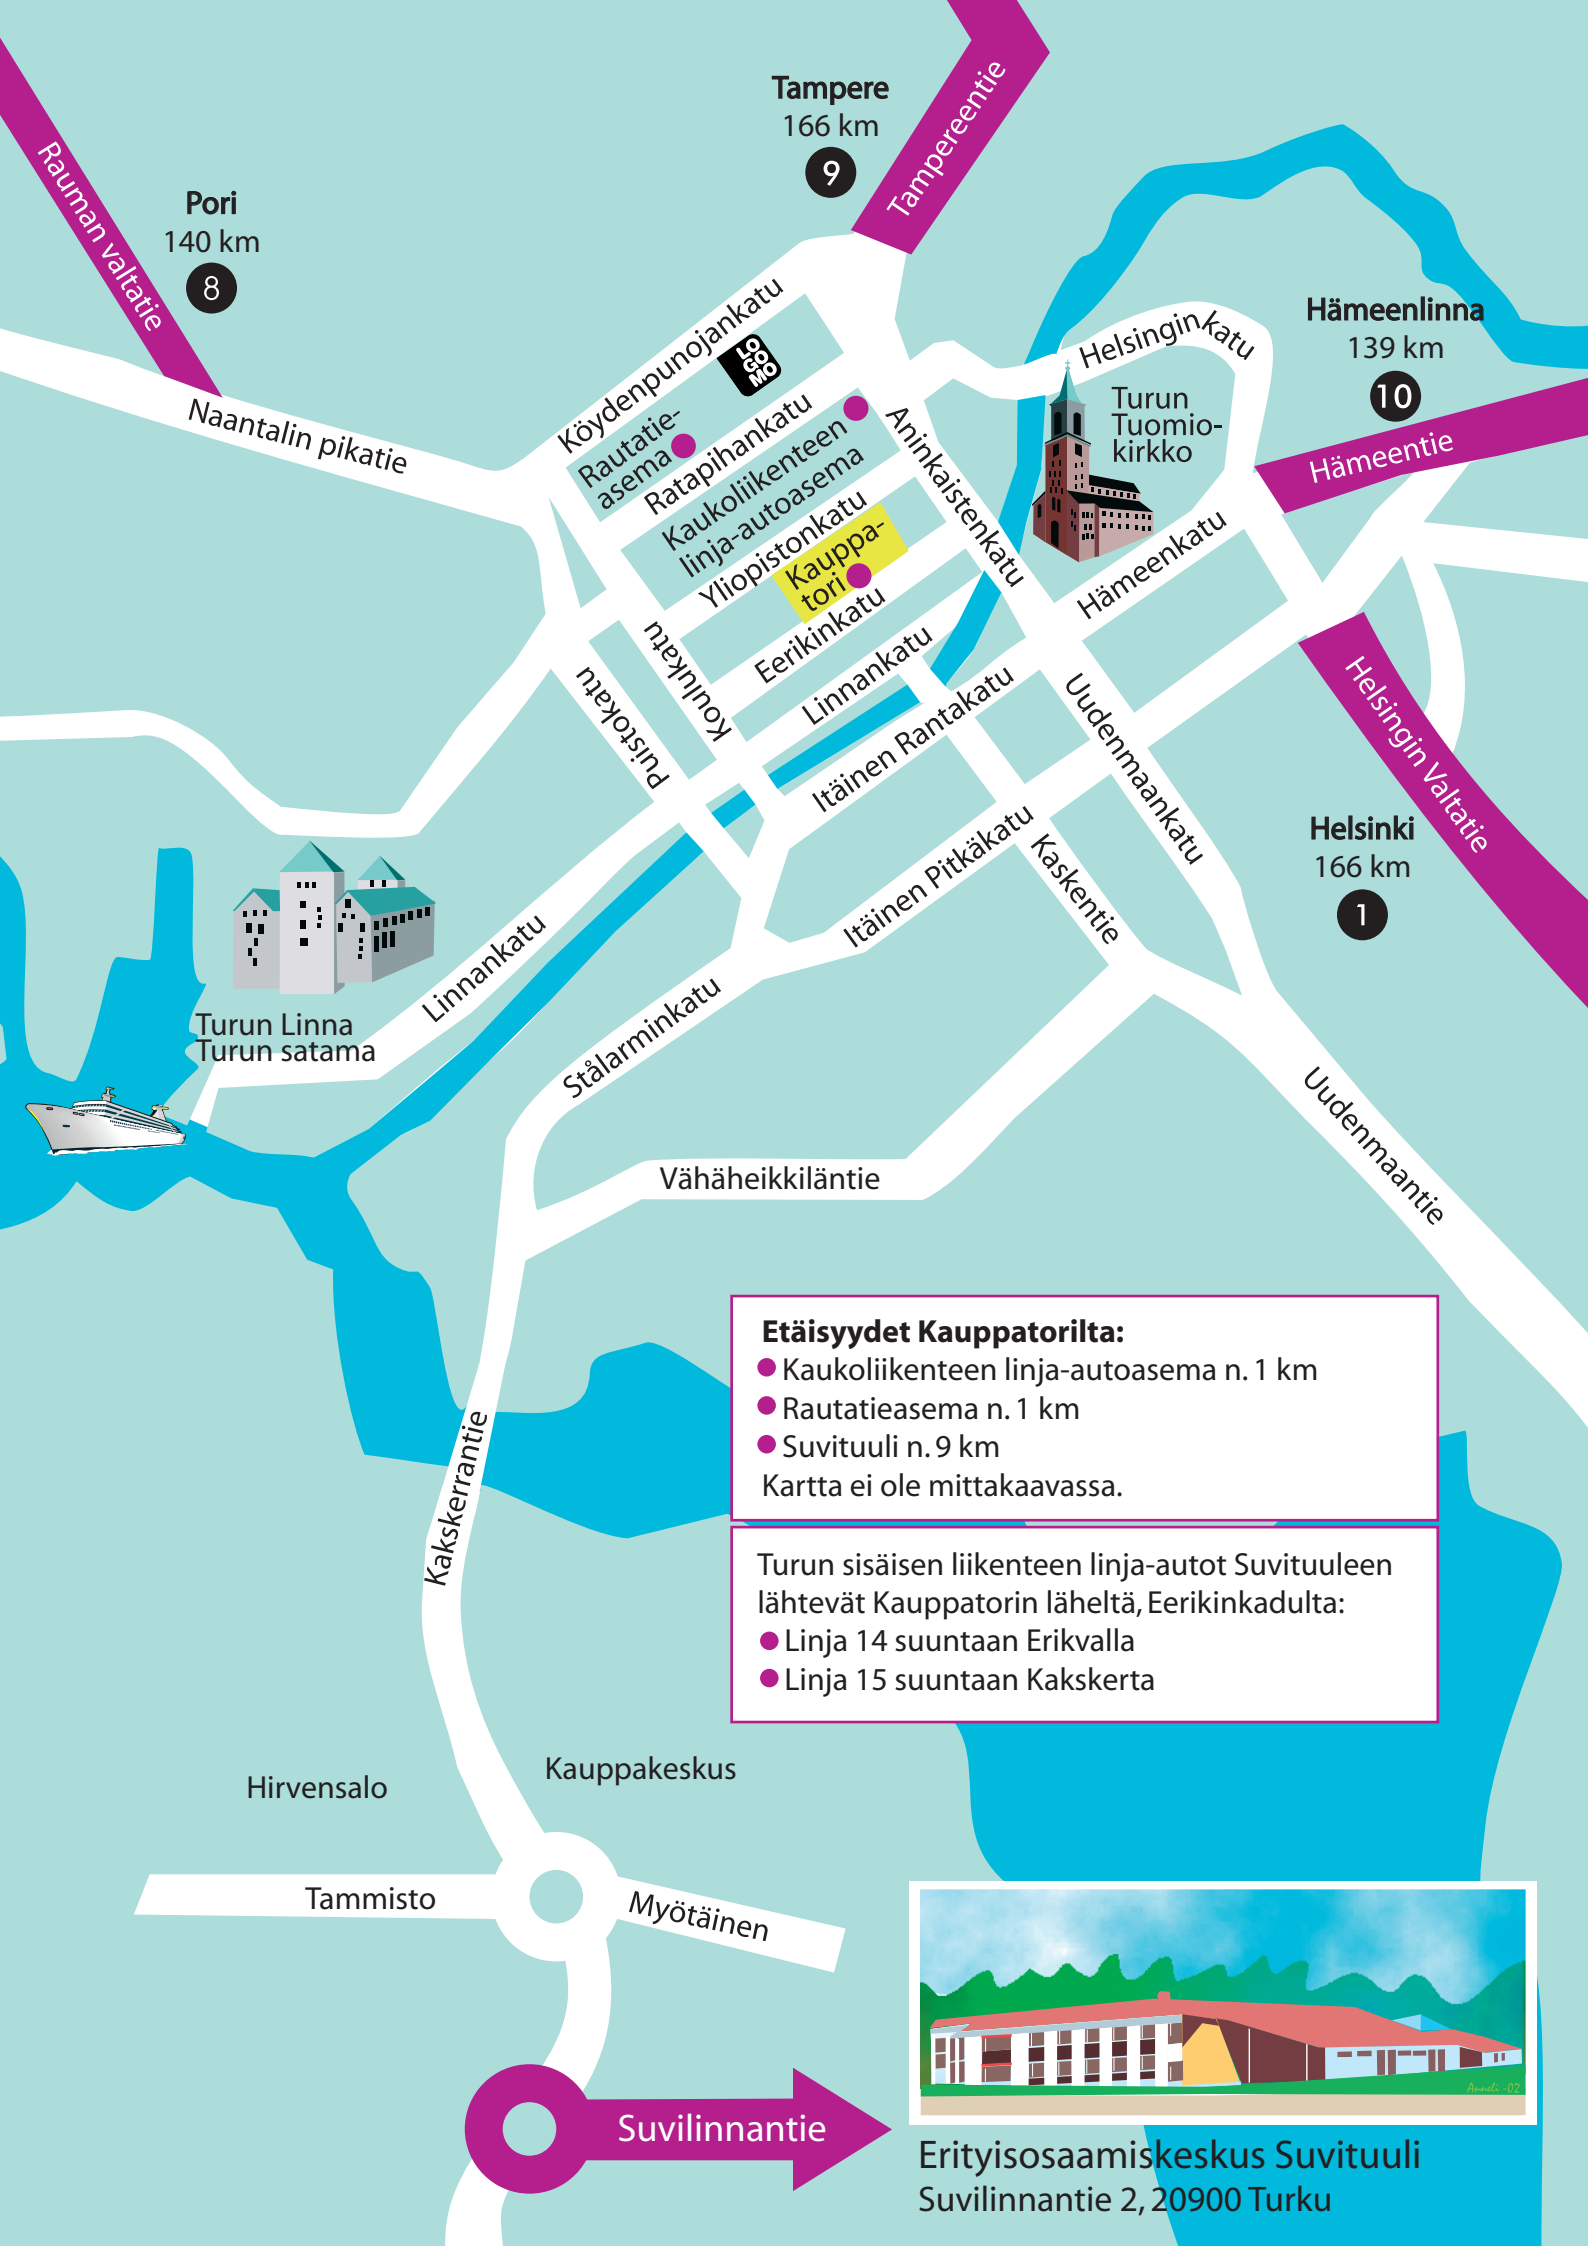 Tampere
166 km
9
Tampereentie
Rauman valtatie
Pori
140 km
8
Naantalin pikatie
Hämeenlinna
139 km
10
Hämeentie
Helsinginkatu
Köydenpunojankatu
LO
GO
MO
Rautatie-
asema
Ratapihankatu
Kaukoliikenteen
linja-autoasema
Aninkaistenkatu
Turun
Tuomio-
kirkko
Yliopistonkatu
Kauppa-
tori
Eerikinkatu
Hämeenkatu
Linnankatu
Koulukatu
Puistokatu
Itäinen Rantakatu
Uudenmaankatu
Helsingin Valtatie
Helsinki
166 km
1
Itäinen Pitkäkatu
Kaskentie
Linnankatu
Turun Linna
Turun satama
Stålarminkatu
Vähäheikkiläntie
Uudenmaantie
Etäisyydet Kauppatorilta:
Kaukoliikenteen linja-autoasema n. 1 km
Rautatieasema n. 1 km
Suvituuli n. 9 km
Kartta ei ole mittakaavassa.
Kakskerrantie
Turun sisäisen liikenteen linja-autot Suvituuleen
lähtevät Kauppatorin läheltä, Eerikinkadulta:
Linja 14 suuntaan Erikvalla
Linja 15 suuntaan Kakskerta
Kauppakeskus
Hirvensalo
Tammisto
Myötäinen
Anneli -02
Suvilinnantie
Erityisosaamiskeskus Suvituuli
Suvilinnantie 2, 20900 Turku